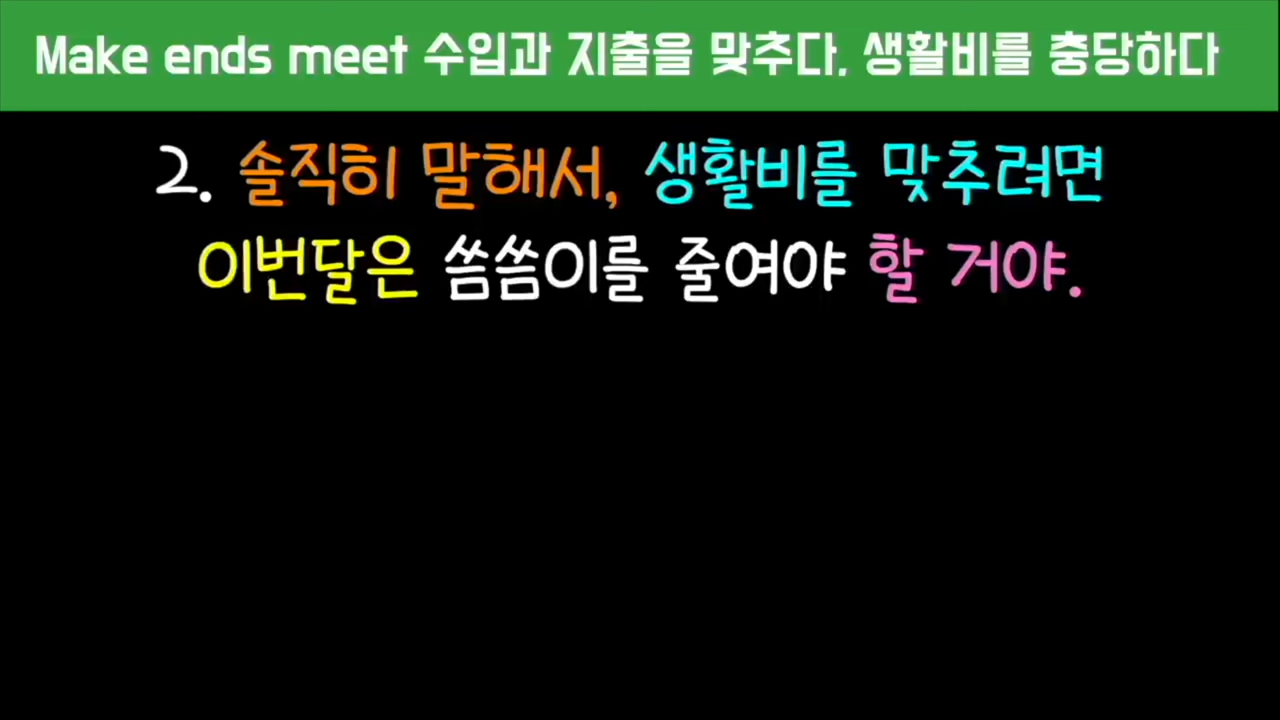 Make ends meet 수입과 지출을 맞추다, 생활비를 충당하다
2. 솔직히 말해서, 생활비를 맞추려면
이번달은 씀씀이를 줄여야 할 거야.